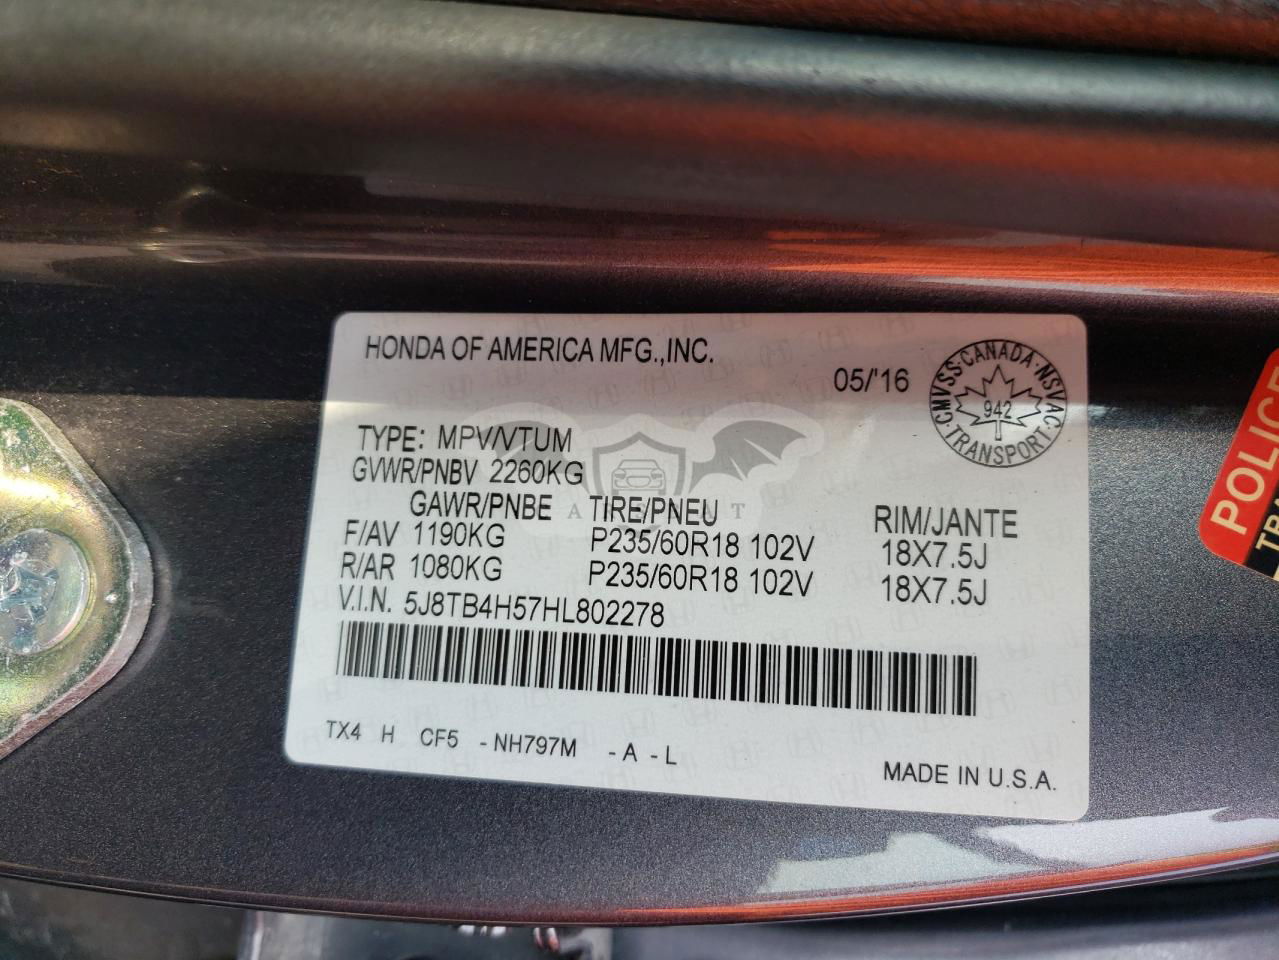 HONDA OF AMERICA MFG.,INC.
05/'16
CMVSS·CANADA·NSVAC
942
·TRANSPORT·
TYPE: MPV/VTUM
GVWR/PNBV 2260KG
GAWR/PNBE TIRE/PNEU RIM/JANTE
F/AV 1190KG P235/60R18 102V 18X7.5J
R/AR 1080KG P235/60R18 102V 18X7.5J
V.I.N. 5J8TB4H57HL802278
TX4 H CF5 -NH797M -A -L
MADE IN U.S.A.
POLICE